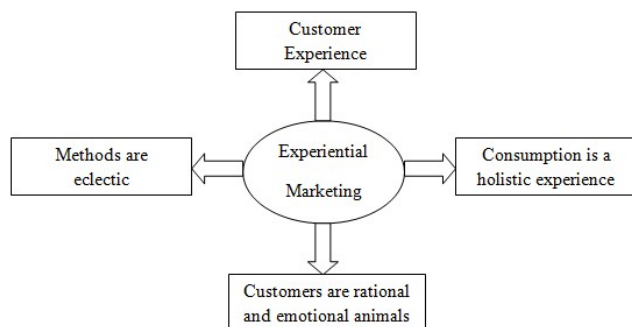 Customer
Experience
Methods are
eclectic
Experiential
Marketing
Consumption is a
holistic experience
Customers are rational
and emotional animals